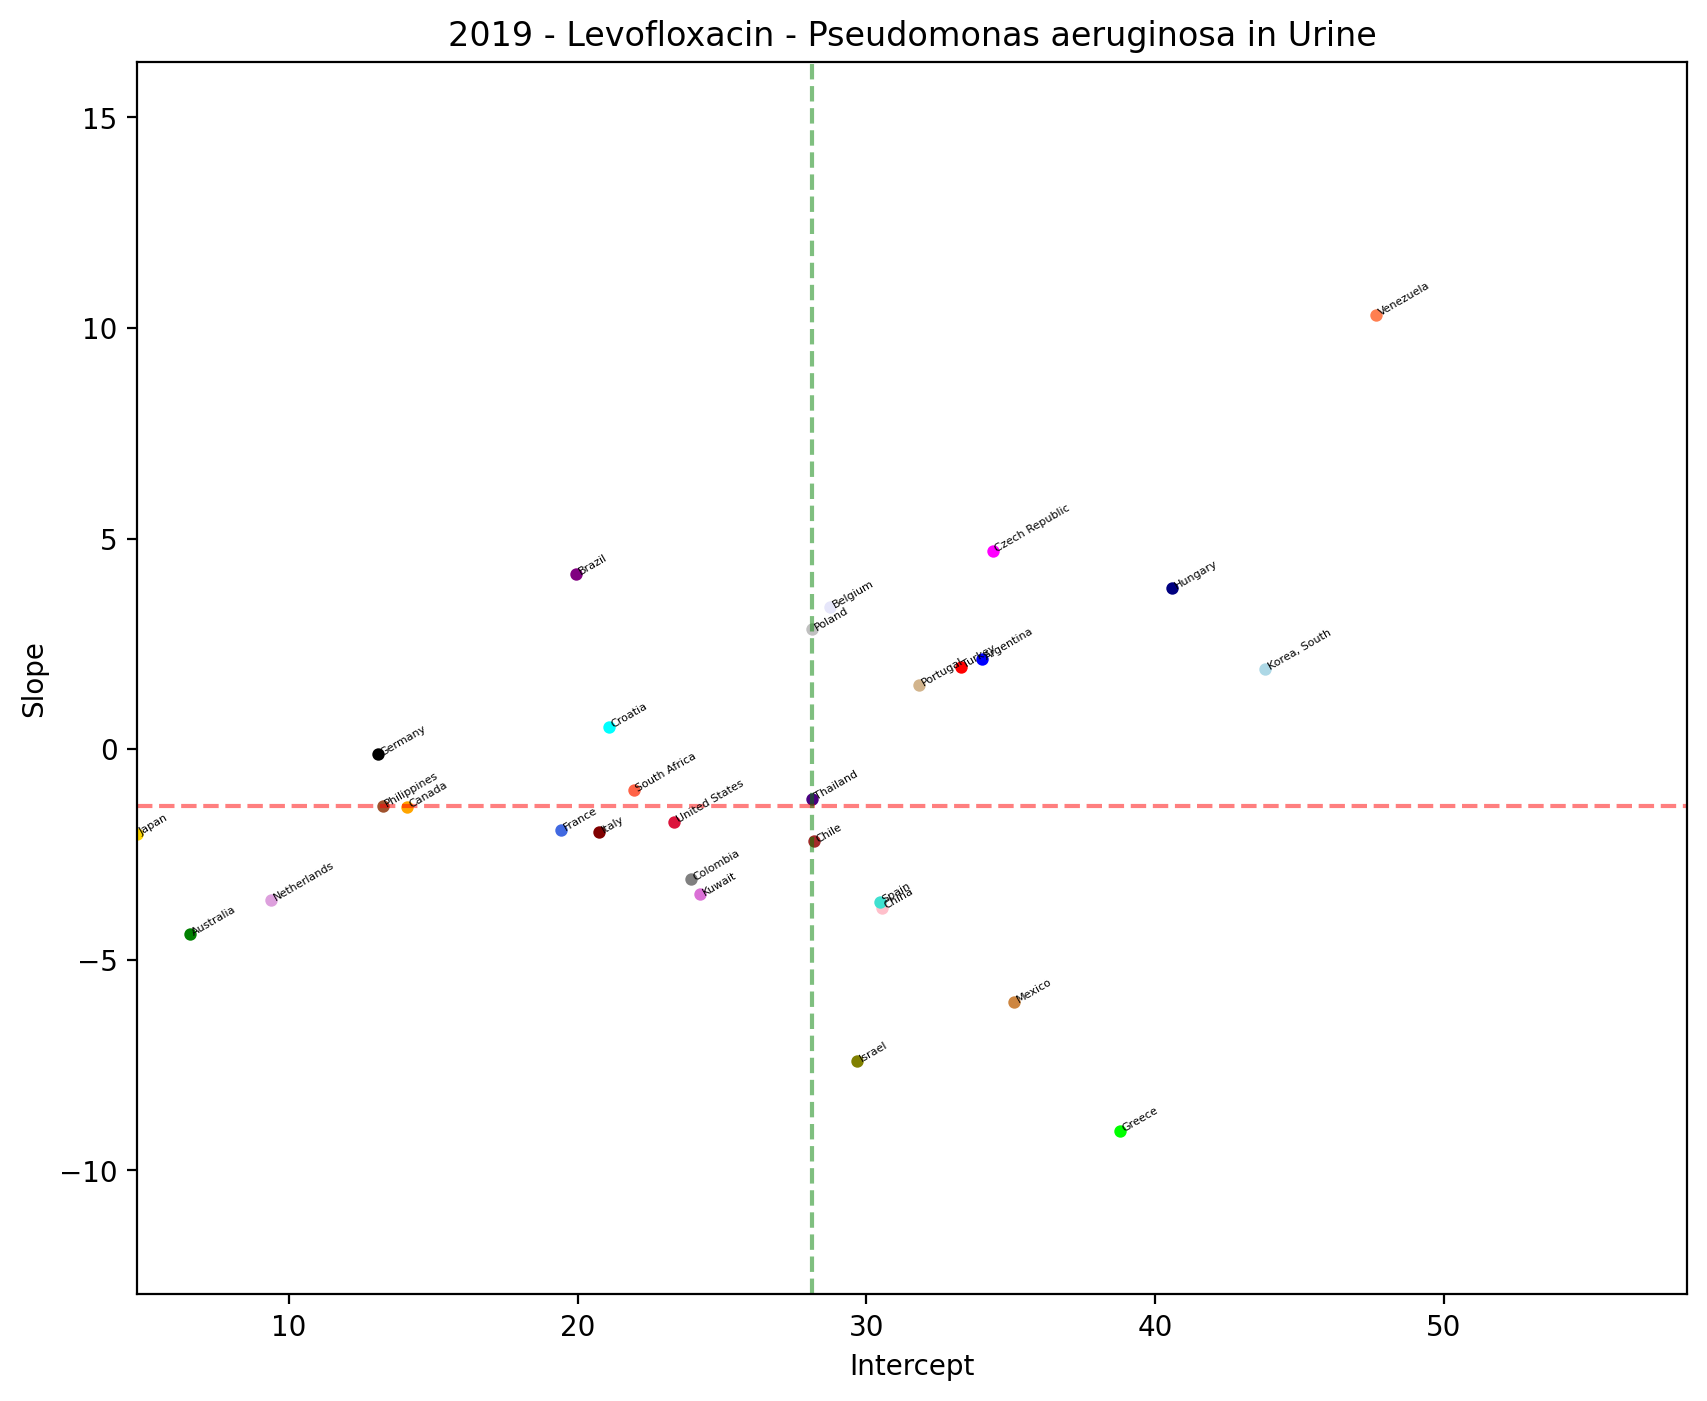 2019 - Levofloxacin - Pseudomonas aeruginosa in Urine
15
10
5
0
−5
−10
Slope
Venezuela
Czech Republic
Brazil
Hungary
Belgium
Poland
Argentina
Turkey
Portugal
Korea, South
Croatia
Germany
South Africa
Thailand
Philippines
Canada
United States
France
Italy
Japan
Chile
Colombia
Kuwait
Netherlands
Spain
China
Australia
Mexico
Israel
Greece
10
20
30
40
50
Intercept